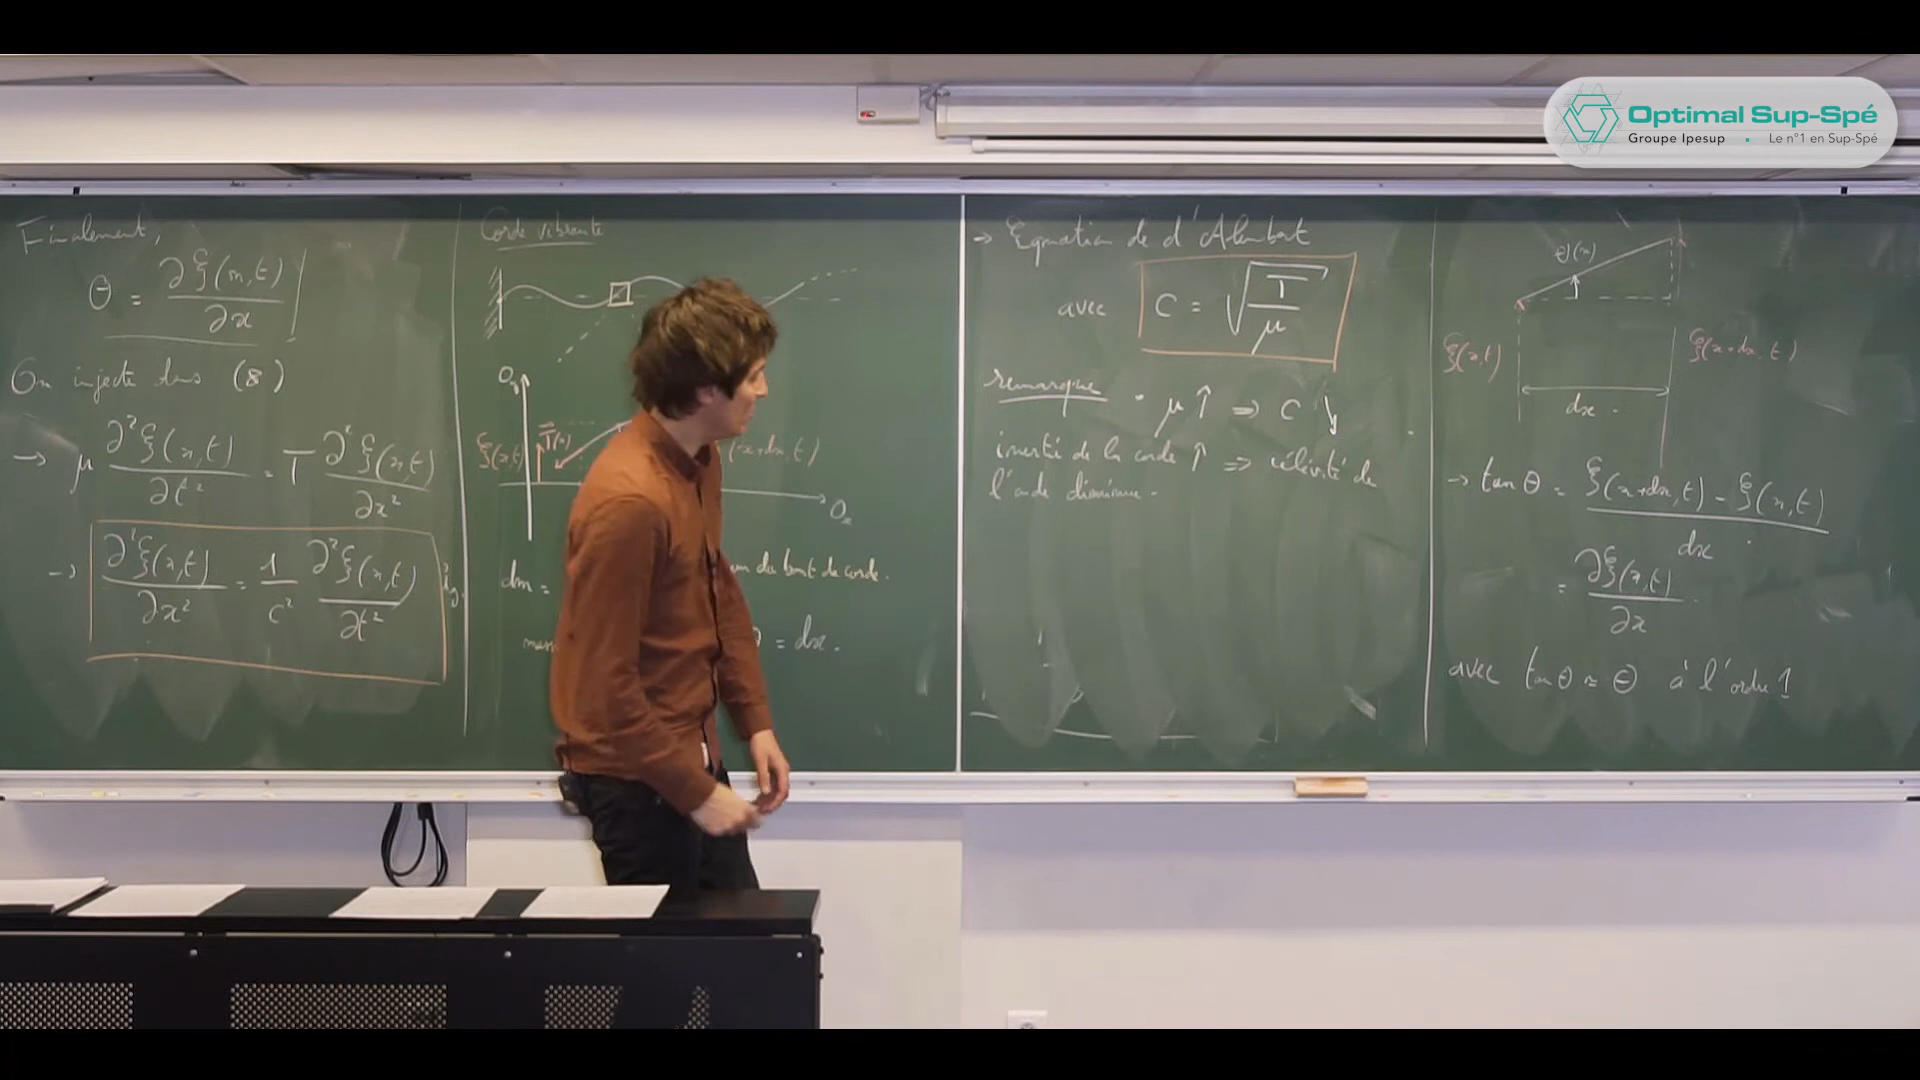 Optimal Sup-Spé
Groupe Ipesup . Le n°1 en Sup-Spé
Finalement,
θ = ∂ξ(x,t) / ∂x
On injecte dans (8)
→ μ ∂²ξ(x,t) / ∂t² = T ∂²ξ(x,t) / ∂x²
→ ∂²ξ(x,t) / ∂x² = 1 / c² ∂²ξ(x,t) / ∂t²
Corde vibrante
O
ξ(x,t)
T(x)
(x+dx,t)
Ox
dm =
du bout de corde.
= dx.
→ Equation de d'Alembert
avec C = √(T / μ)
remarque . μ ↑ ⇒ C ↘
inertie de la corde ↑ ⇒ célérité de
l'onde diminue.
θ(x)
ξ(x,t)
ξ(x+dx,t)
dx.
→ tan θ = ξ(x+dx,t) - ξ(x,t) / dx
= ∂ξ(x,t) / ∂x
avec tan θ ≈ θ à l'ordre 1